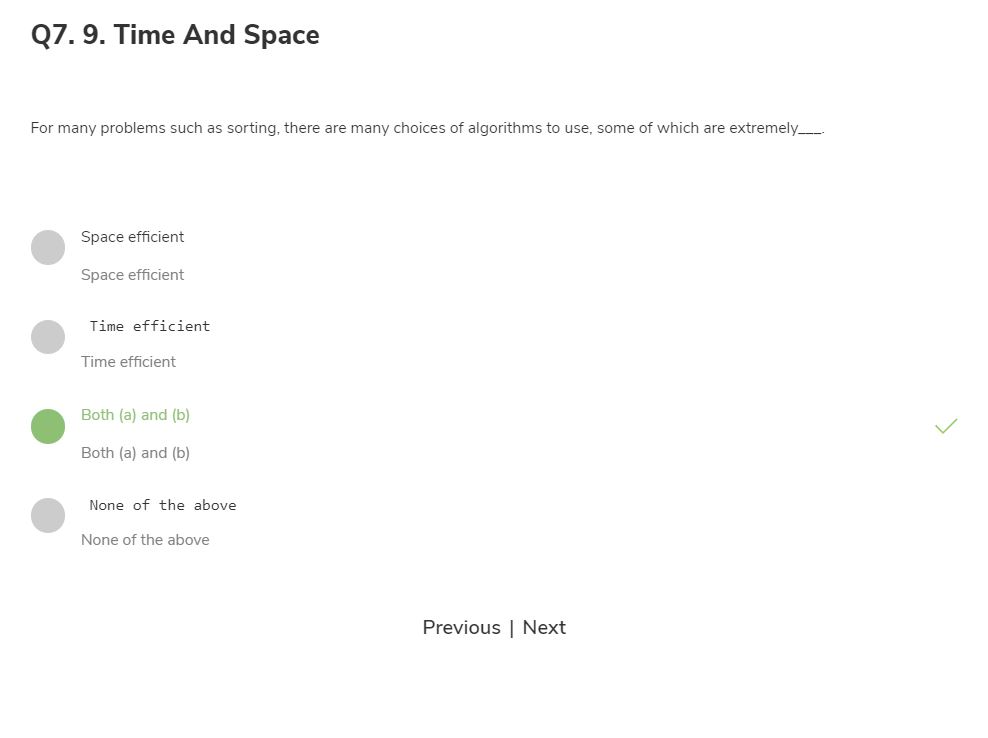 Q7. 9. Time And Space
For many problems such as sorting, there are many choices of algorithms to use, some of which are extremely___.
Space efficient
Space efficient
Time efficient
Time efficient
Both (a) and (b)
Both (a) and (b)
None of the above
None of the above
Previous | Next